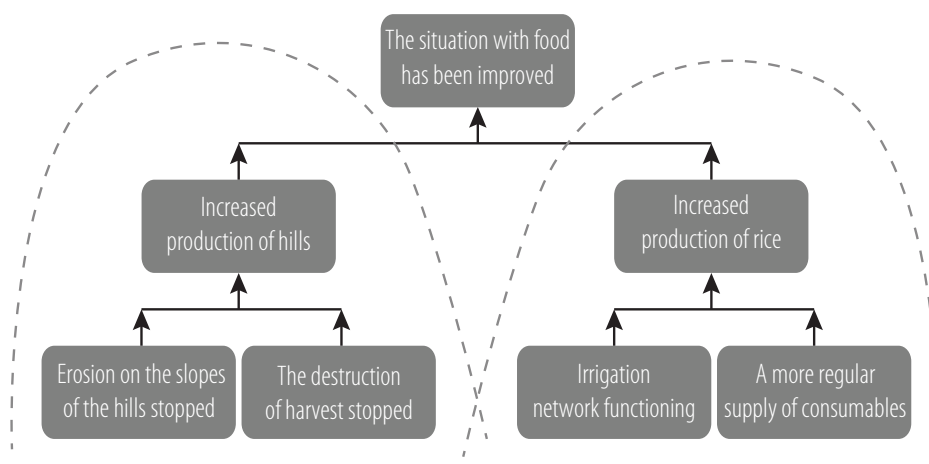 The situation with food
has been improved
Increased
production of hills
Increased
production of rice
Erosion on the slopes
of the hills stopped
The destruction
of harvest stopped
Irrigation
network functioning
A more regular
supply of consumables